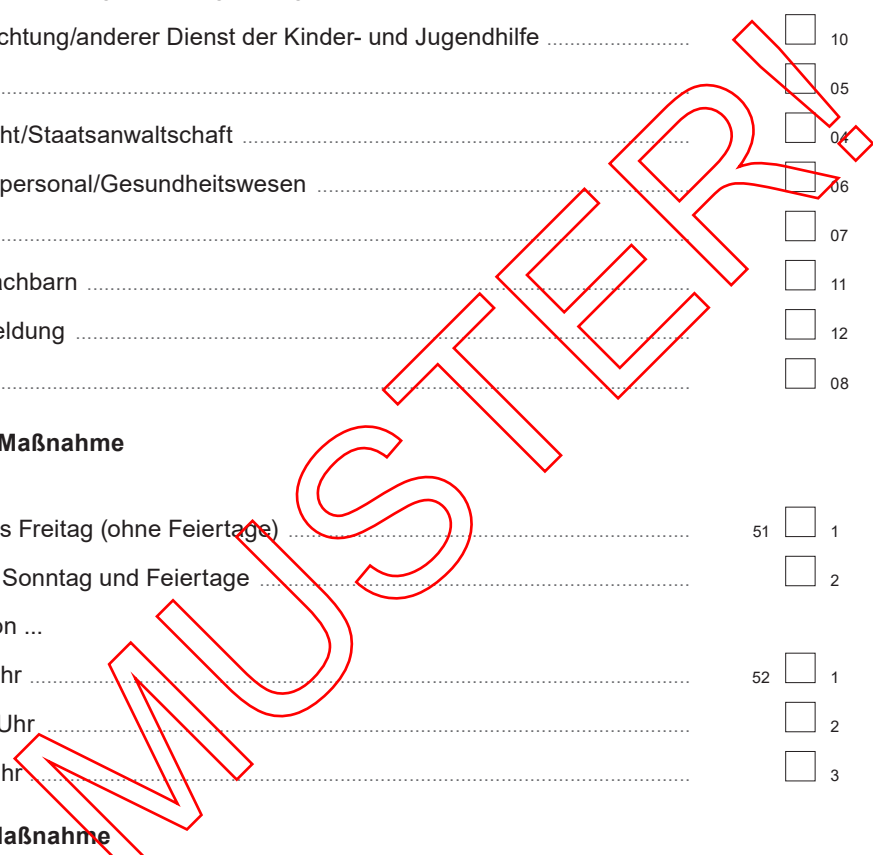 chtung/anderer Dienst der Kinder- und Jugendhilfe ........ 10
........ 05
ht/Staatsanwaltschaft ........ 04
personal/Gesundheitswesen ........ 06
........ 07
chbarn ........ 11
eldung ........ 12
........ 08
Maßnahme
s Freitag (ohne Feiertage) ........ 51 1
Sonntag und Feiertage ........ 2
on ...
hr ........ 52 1
Uhr ........ 2
hr ........ 3
Maßnahme
MUSTER!